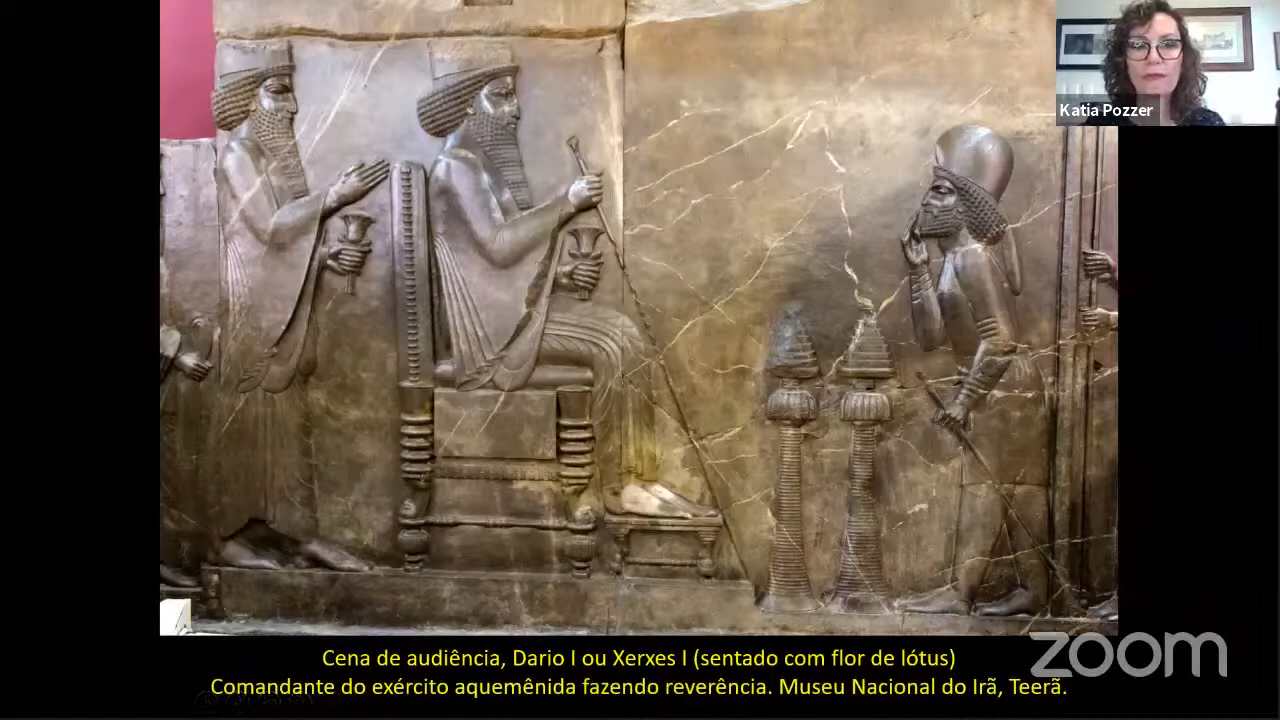 Katia Pozzer
Cena de audiência, Dario I ou Xerxes I (sentado com flor de lótus)
Comandante do exército aquemênida fazendo reverência. Museu Nacional do Irã, Teerã.
zoom